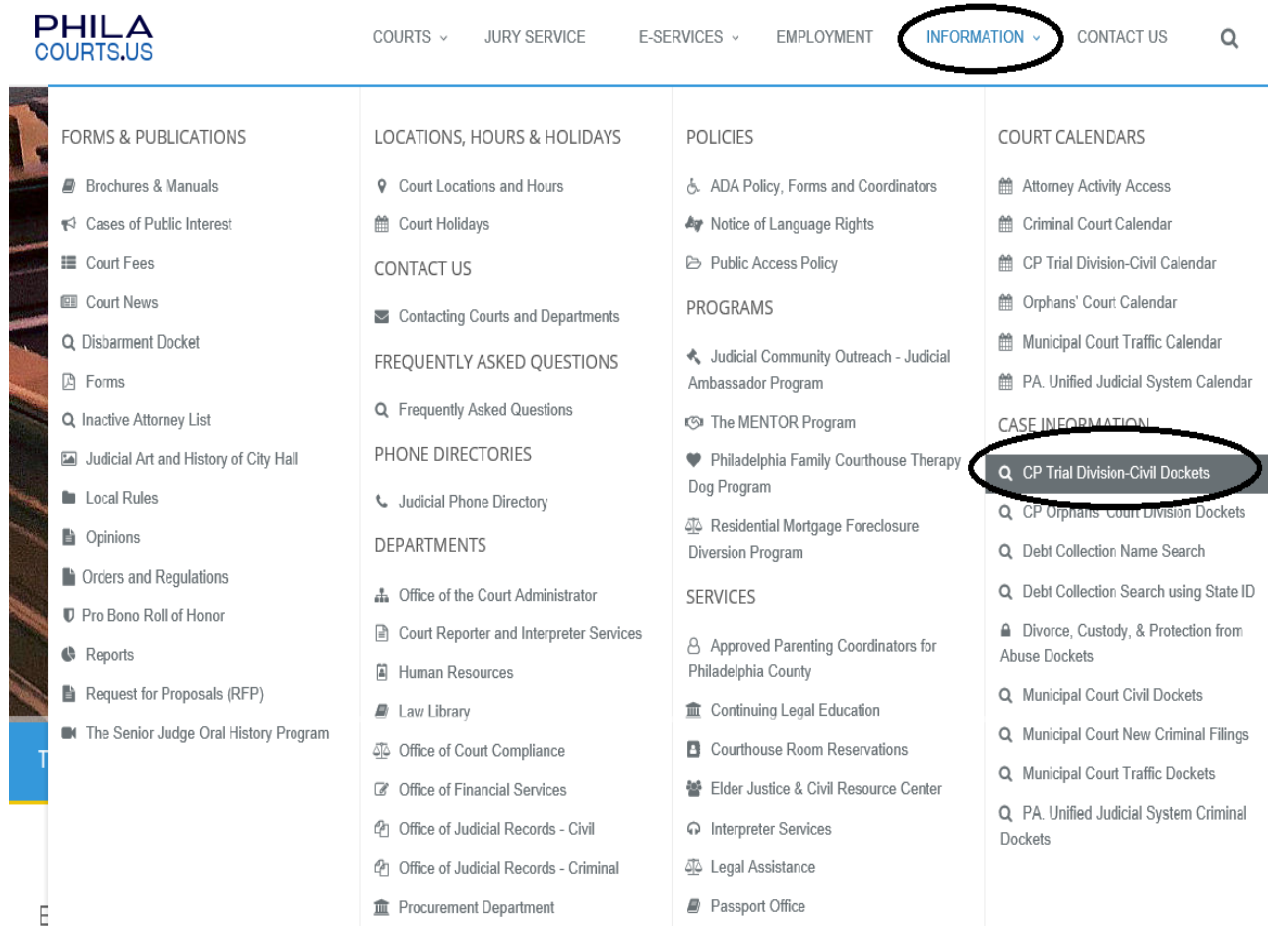 PHILA
COURTS.US
COURTS
JURY SERVICE
E-SERVICES
EMPLOYMENT
INFORMATION
CONTACT US
FORMS & PUBLICATIONS
Brochures & Manuals
Cases of Public Interest
Court Fees
Court News
Disbarment Docket
Forms
Inactive Attorney List
Judicial Art and History of City Hall
Local Rules
Opinions
Orders and Regulations
Pro Bono Roll of Honor
Reports
Request for Proposals (RFP)
The Senior Judge Oral History Program
LOCATIONS, HOURS & HOLIDAYS
Court Locations and Hours
Court Holidays
CONTACT US
Contacting Courts and Departments
FREQUENTLY ASKED QUESTIONS
Frequently Asked Questions
PHONE DIRECTORIES
Judicial Phone Directory
DEPARTMENTS
Office of the Court Administrator
Court Reporter and Interpreter Services
Human Resources
Law Library
Office of Court Compliance
Office of Financial Services
Office of Judicial Records - Civil
Office of Judicial Records - Criminal
Procurement Department
POLICIES
ADA Policy, Forms and Coordinators
Notice of Language Rights
Public Access Policy
PROGRAMS
Judicial Community Outreach - Judicial
Ambassador Program
The MENTOR Program
Philadelphia Family Courthouse Therapy
Dog Program
Residential Mortgage Foreclosure
Diversion Program
SERVICES
Approved Parenting Coordinators for
Philadelphia County
Continuing Legal Education
Courthouse Room Reservations
Elder Justice & Civil Resource Center
Interpreter Services
Legal Assistance
Passport Office
COURT CALENDARS
Attorney Activity Access
Criminal Court Calendar
CP Trial Division-Civil Calendar
Orphans' Court Calendar
Municipal Court Traffic Calendar
PA. Unified Judicial System Calendar
CASE INFORMATION
CP Trial Division-Civil Dockets
CP Orphans' Court Division Dockets
Debt Collection Name Search
Debt Collection Search using State ID
Divorce, Custody, & Protection from
Abuse Dockets
Municipal Court Civil Dockets
Municipal Court New Criminal Filings
Municipal Court Traffic Dockets
PA. Unified Judicial System Criminal
Dockets
T
E